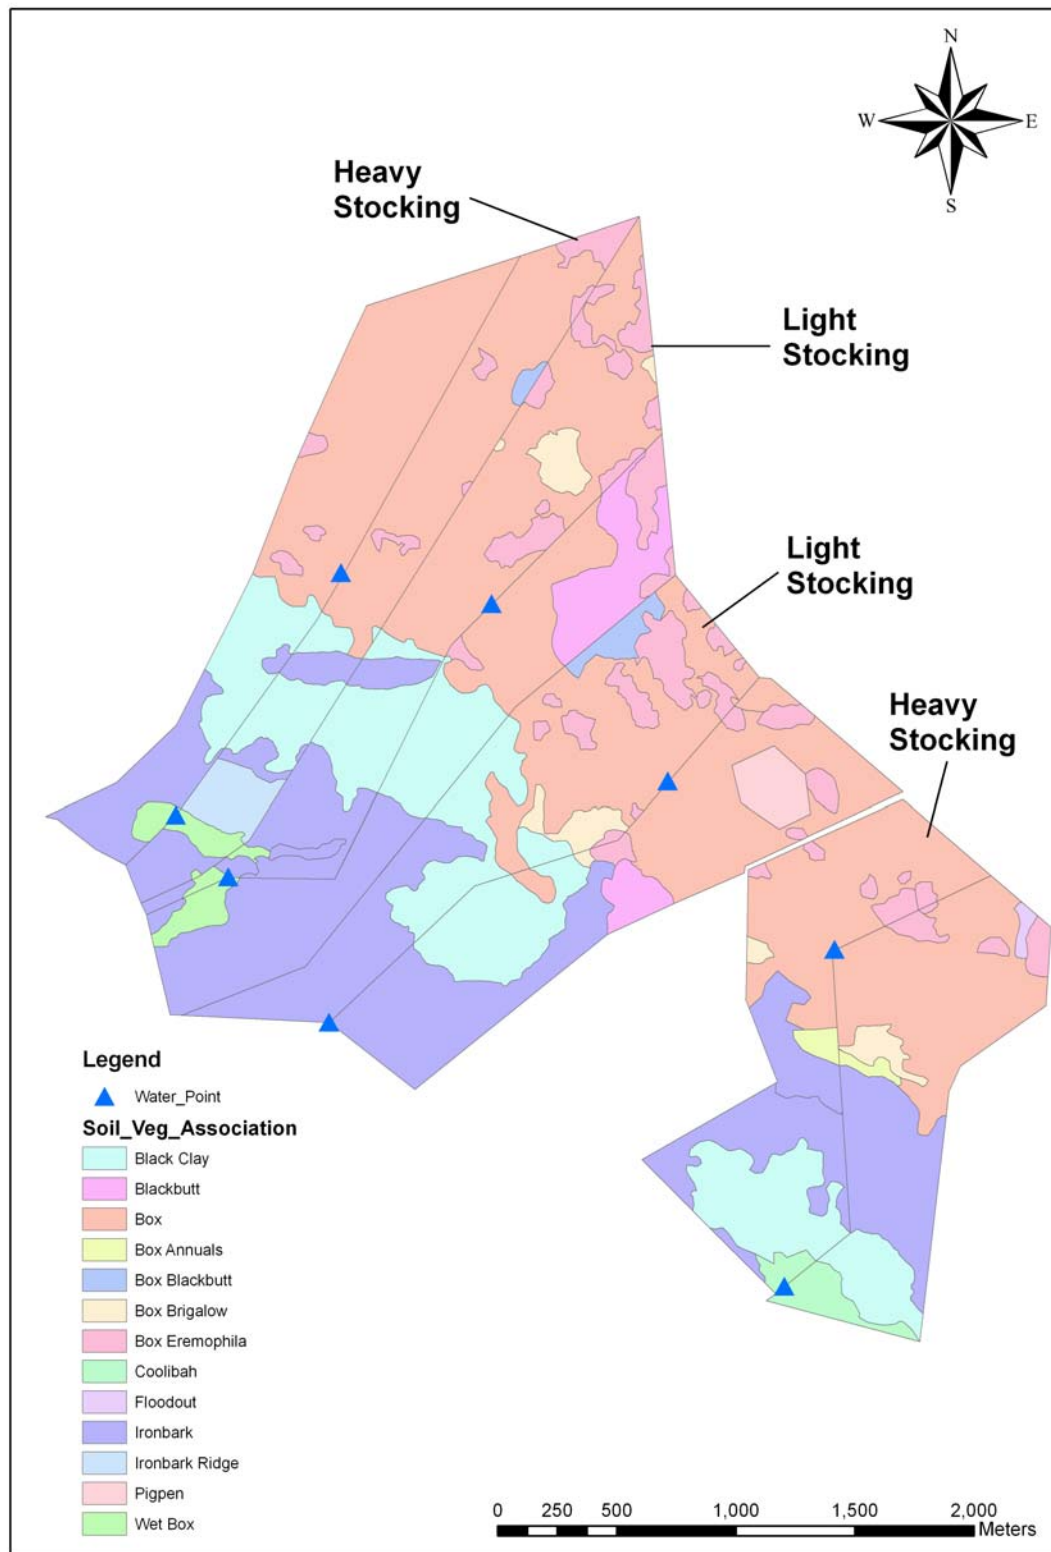 N
W E
S
Heavy
Stocking
Light
Stocking
Light
Stocking
Heavy
Stocking
Legend
Water_Point
Soil_Veg_Association
Black Clay
Blackbutt
Box
Box Annuals
Box Blackbutt
Box Brigalow
Box Eremophila
Coolibah
Floodout
Ironbark
Ironbark Ridge
Pigpen
Wet Box
0 250 500 1,000 1,500 2,000
Meters